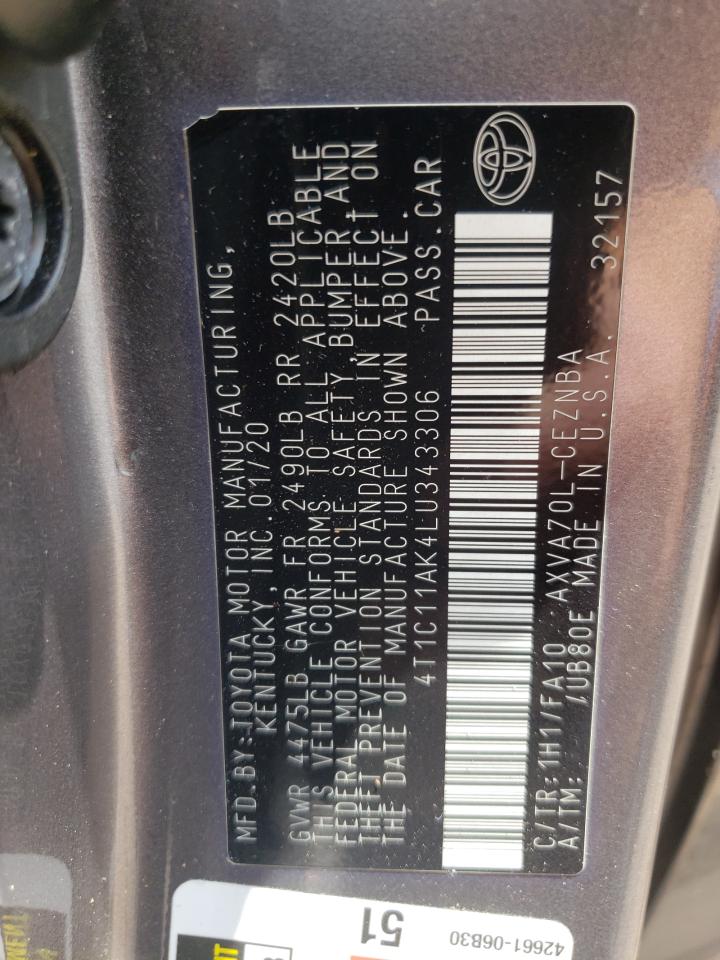 MFD.BY:TOYOTA MOTOR MANUFACTURING,
KENTUCKY, INC.01/20
GVWR 4475LB GAWR FR 2490LB RR 2420LB
THIS VEHICLE CONFORMS TO ALL APPLICABLE
FEDERAL MOTOR VEHICLE SAFETY,BUMPER,AND
THEFT PREVENTION STANDARDS IN EFFECT ON
THE DATE OF MANUFACTURE SHOWN ABOVE.
4T1C11AK4LU343306 PASS.CAR
C/TR:1H1/FA10 AXVA70L-CEZNBA
A/TM: /UB80E MADE IN U.S.A. 32157
51
42661-06B30